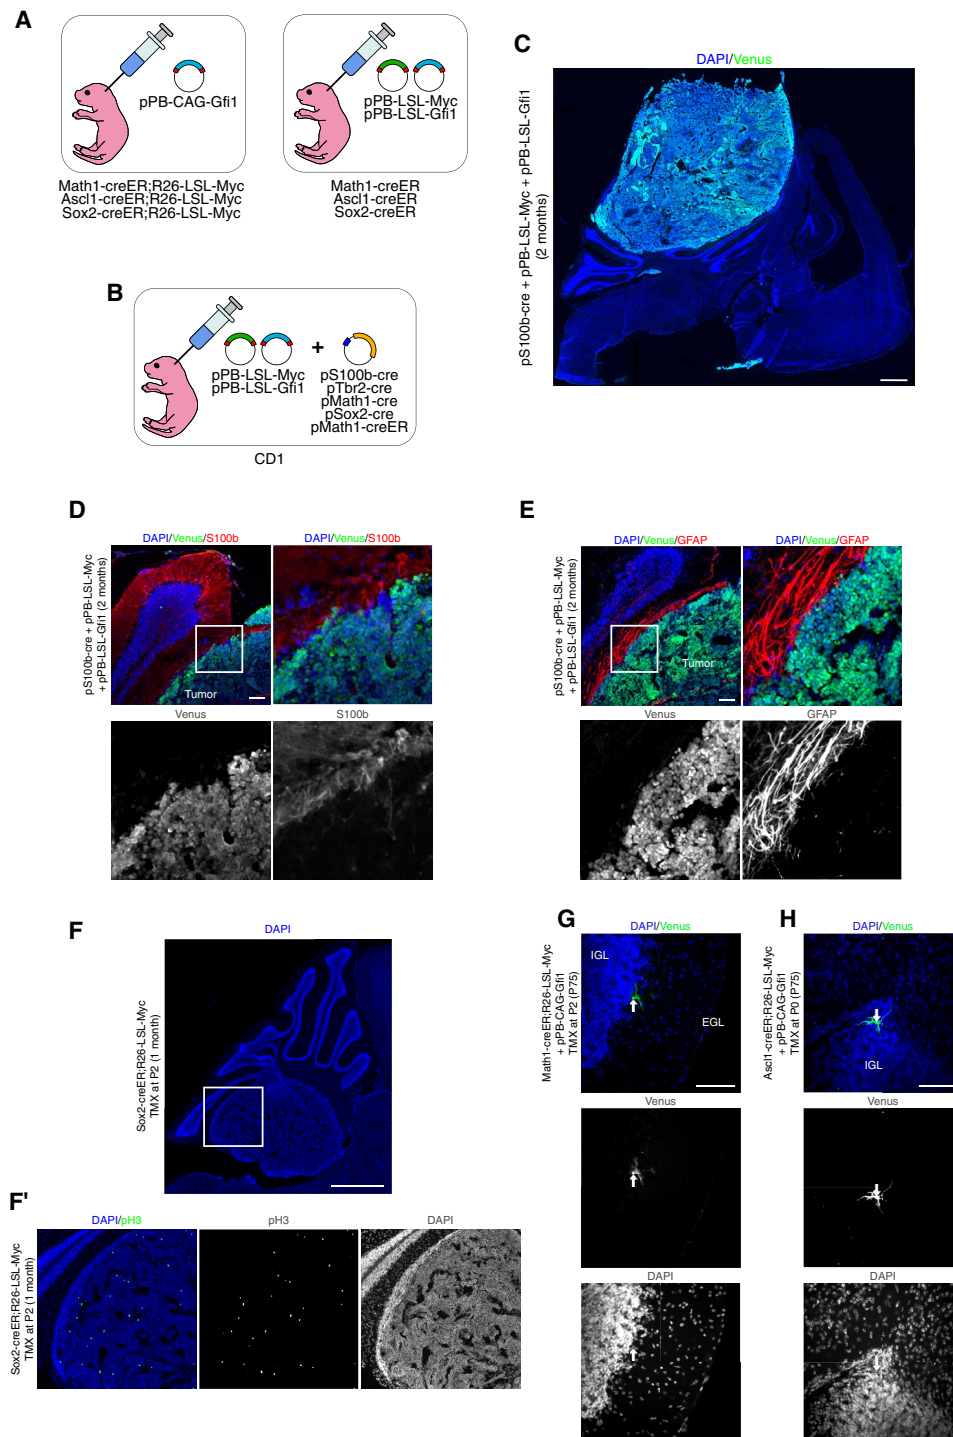 A
pPB-CAG-Gfi1
Math1-creER;R26-LSL-Myc
Ascl1-creER;R26-LSL-Myc
Sox2-creER;R26-LSL-Myc
pPB-LSL-Myc
pPB-LSL-Gfi1
Math1-creER
Ascl1-creER
Sox2-creER
B
pPB-LSL-Myc
pPB-LSL-Gfi1
+
pS100b-cre
pTbr2-cre
pMath1-cre
pSox2-cre
pMath1-creER
CD1
C
DAPI/Venus
pS100b-cre + pPB-LSL-Myc + pPB-LSL-Gfi1
(2 months)
D
DAPI/Venus/S100b
DAPI/Venus/S100b
pS100b-cre + pPB-LSL-Myc
+ pPB-LSL-Gfi1 (2 months)
Tumor
Venus
S100b
E
DAPI/Venus/GFAP
DAPI/Venus/GFAP
pS100b-cre + pPB-LSL-Myc
+ pPB-LSL-Gfi1 (2 months)
Tumor
Venus
GFAP
F
DAPI
Sox2-creER;R26-LSL-Myc
TMX at P2 (1 month)
F'
DAPI/pH3
pH3
DAPI
Sox2-creER;R26-LSL-Myc
TMX at P2 (1 month)
G
DAPI/Venus
Math1-creER;R26-LSL-Myc
+ pPB-CAG-Gfi1
TMX at P2 (P75)
IGL
EGL
Venus
DAPI
H
DAPI/Venus
Ascl1-creER;R26-LSL-Myc
+ pPB-CAG-Gfi1
TMX at P0 (P75)
IGL
Venus
DAPI